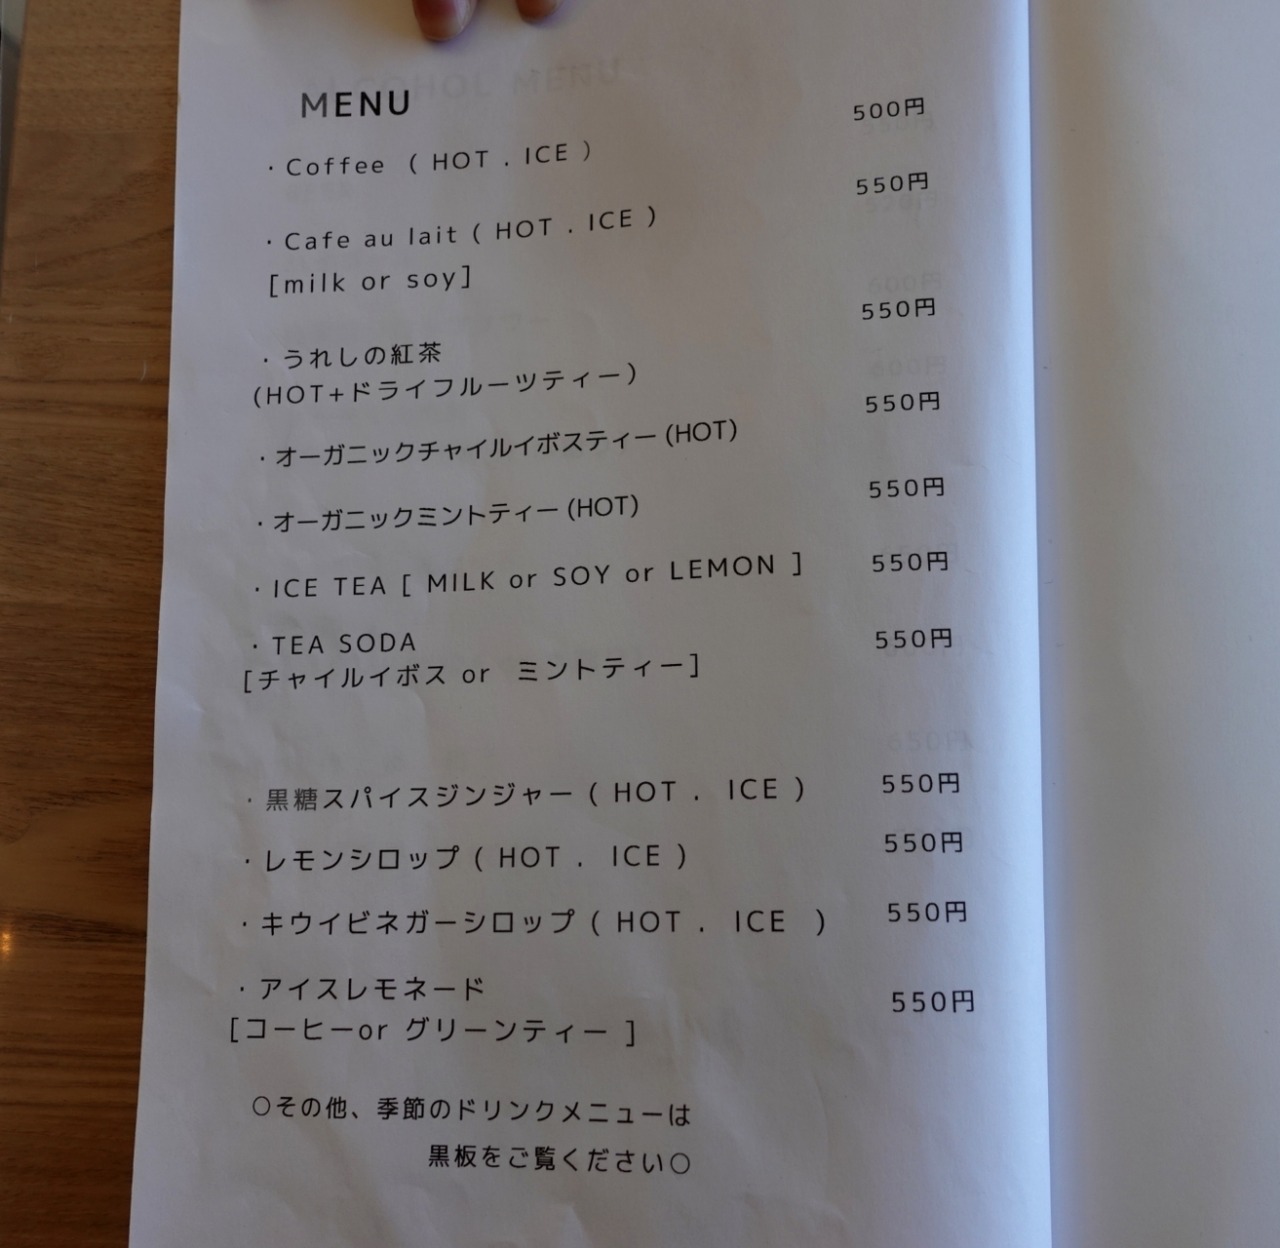 MENU
・Coffee ( HOT . ICE ) 500円
・Cafe au lait ( HOT . ICE ) 550円
[milk or soy]
・うれしの紅茶 550円
(HOT+ドライフルーツティー)
・オーガニックチャイルイボスティー(HOT) 550円
・オーガニックミントティー(HOT) 550円
・ICE TEA [ MILK or SOY or LEMON ] 550円
・TEA SODA 550円
[チャイルイボス or ミントティー]
・黒糖スパイスジンジャー ( HOT . ICE ) 550円
・レモンシロップ ( HOT . ICE ) 550円
・キウイビネガーシロップ ( HOT . ICE ) 550円
・アイスレモネード 550円
[コーヒーor グリーンティー ]
○その他、季節のドリンクメニューは
黒板をご覧ください○